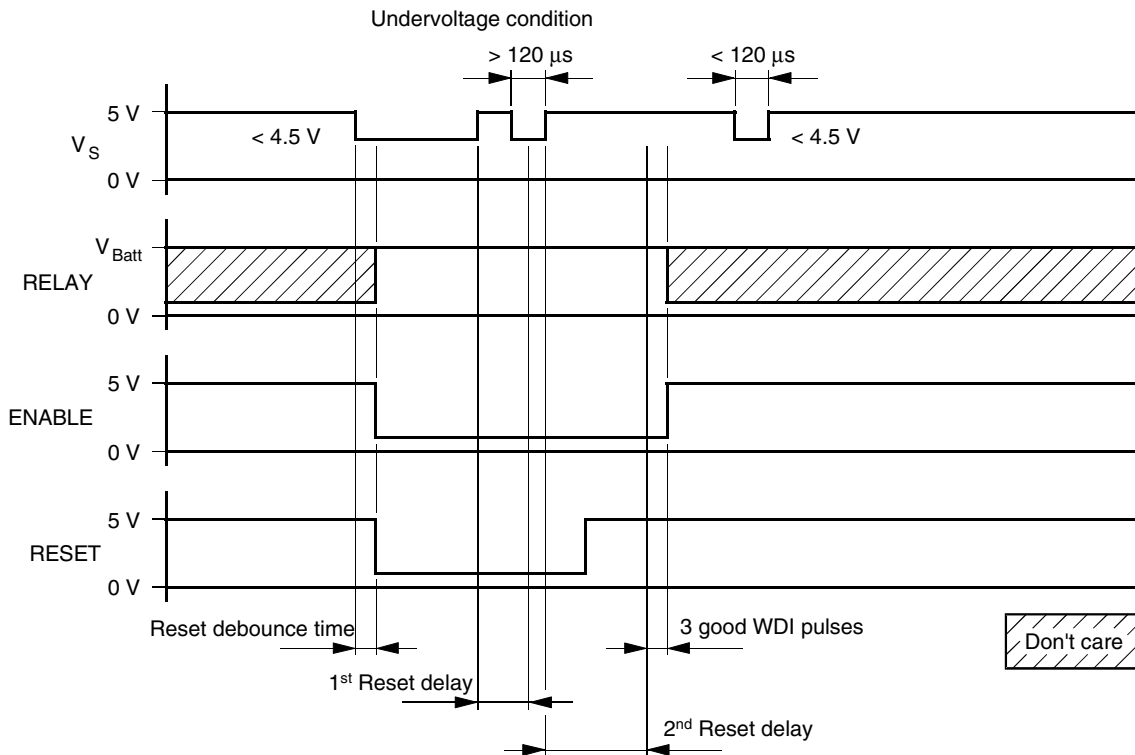 Undervoltage condition
> 120 μs
< 120 μs
5 V
< 4.5 V
< 4.5 V
V_S
0 V
V_Batt
RELAY
0 V
5 V
ENABLE
0 V
5 V
RESET
0 V
Reset debounce time
3 good WDI pulses
Don't care
1st Reset delay
2nd Reset delay